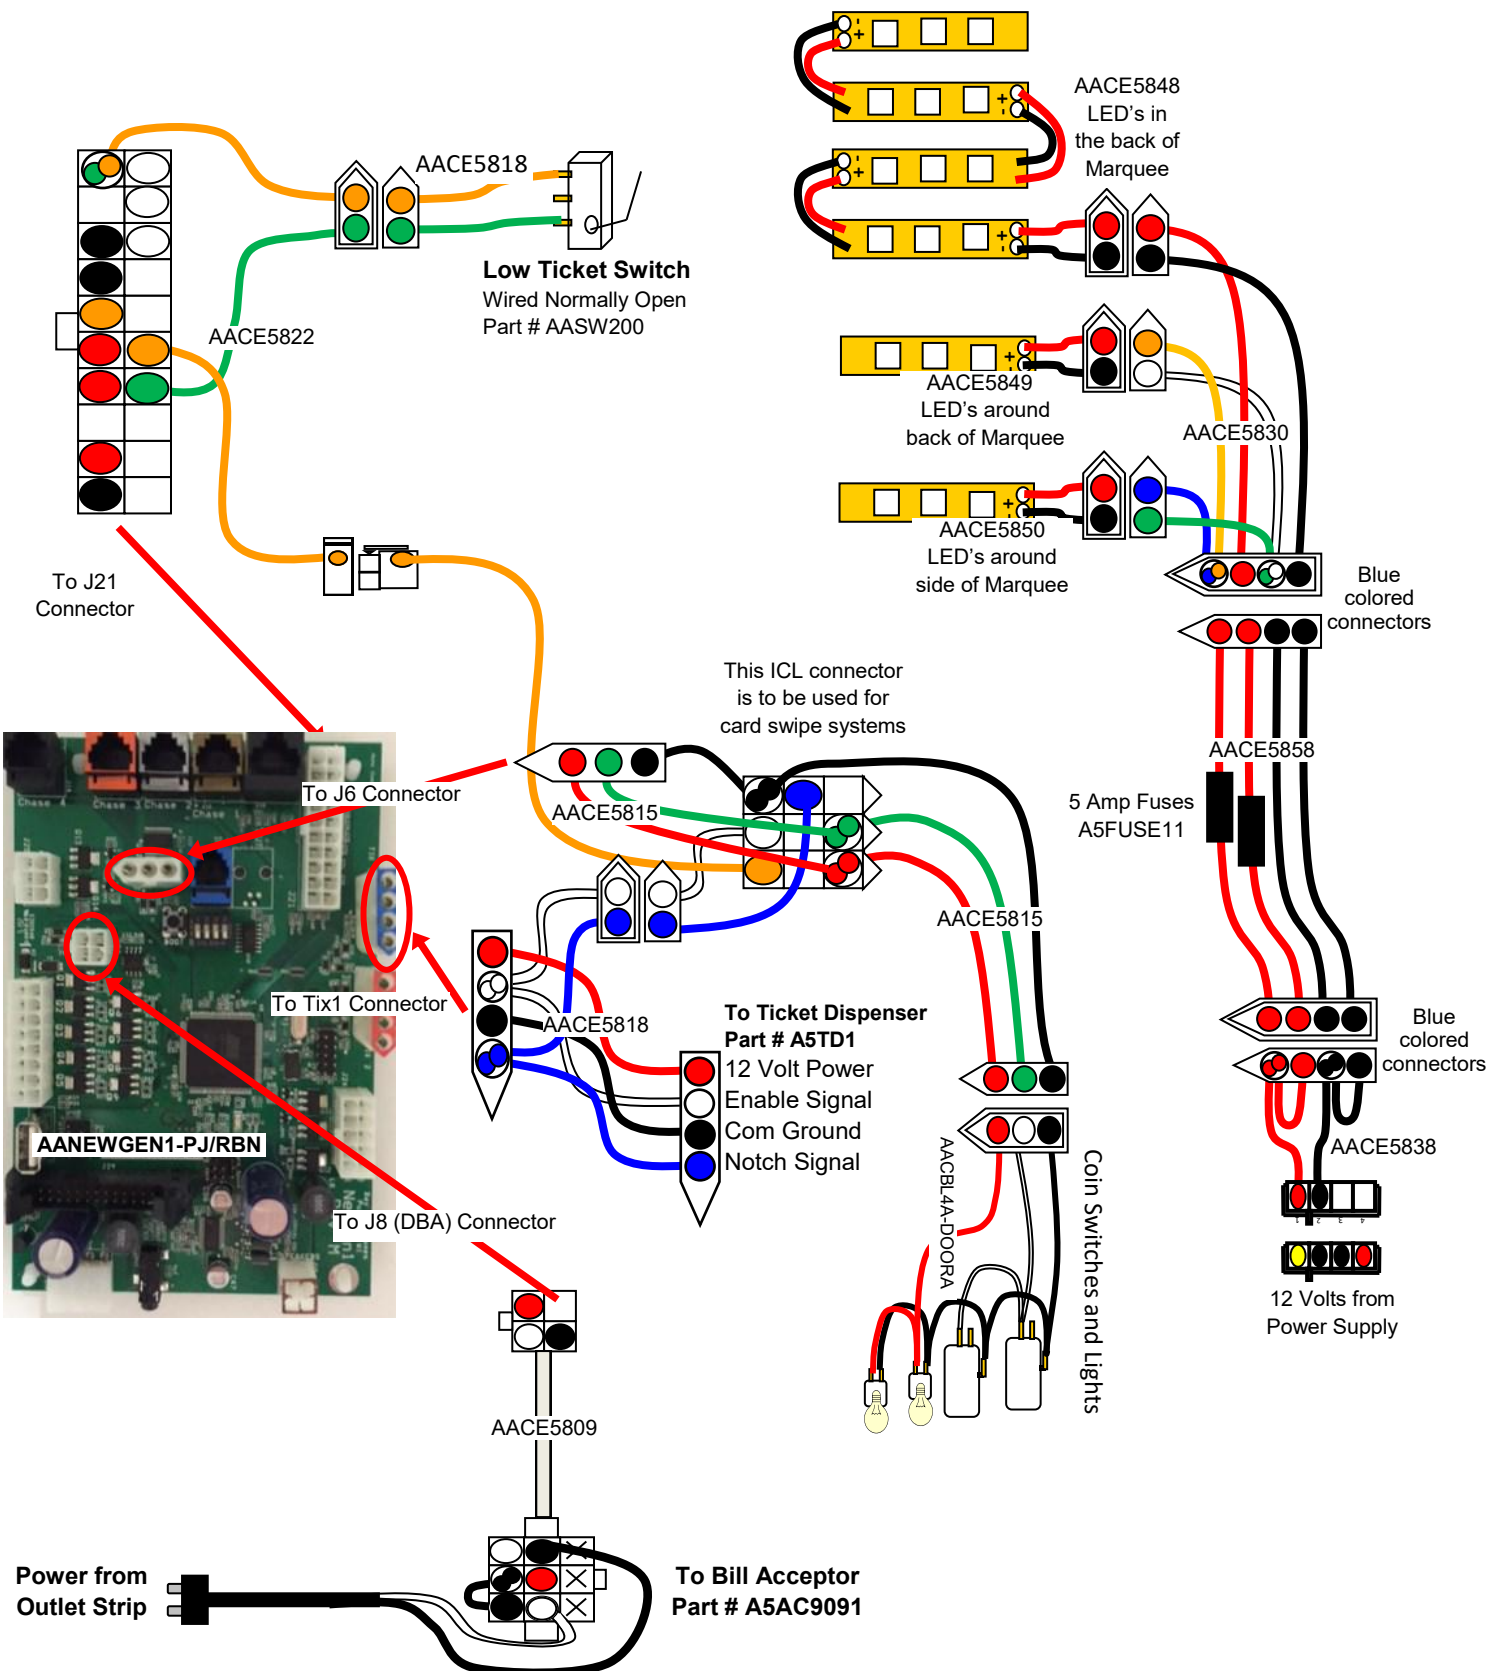 AACE5848
LED's in
the back of
Marquee
AACE5818
Low Ticket Switch
Wired Normally Open
Part # AASW200
AACE5822
AACE5849
LED's around
back of Marquee
AACE5830
AACE5850
LED's around
side of Marquee
To J21
Connector
Blue
colored
connectors
This ICL connector
is to be used for
card swipe systems
AACE5858
5 Amp Fuses
A5FUSE11
To J6 Connector
AACE5815
AACE5815
To Tix1 Connector
AACE5818
To Ticket Dispenser
Part # A5TD1
12 Volt Power
Enable Signal
Com Ground
Notch Signal
Blue
colored
connectors
AACE5838
AANEWGEN1-PJ/RBN
AACBL4A-DOORA
Coin Switches and Lights
To J8 (DBA) Connector
1 2 3 4
12 Volts from
Power Supply
AACE5809
Power from
Outlet Strip
To Bill Acceptor
Part # A5AC9091